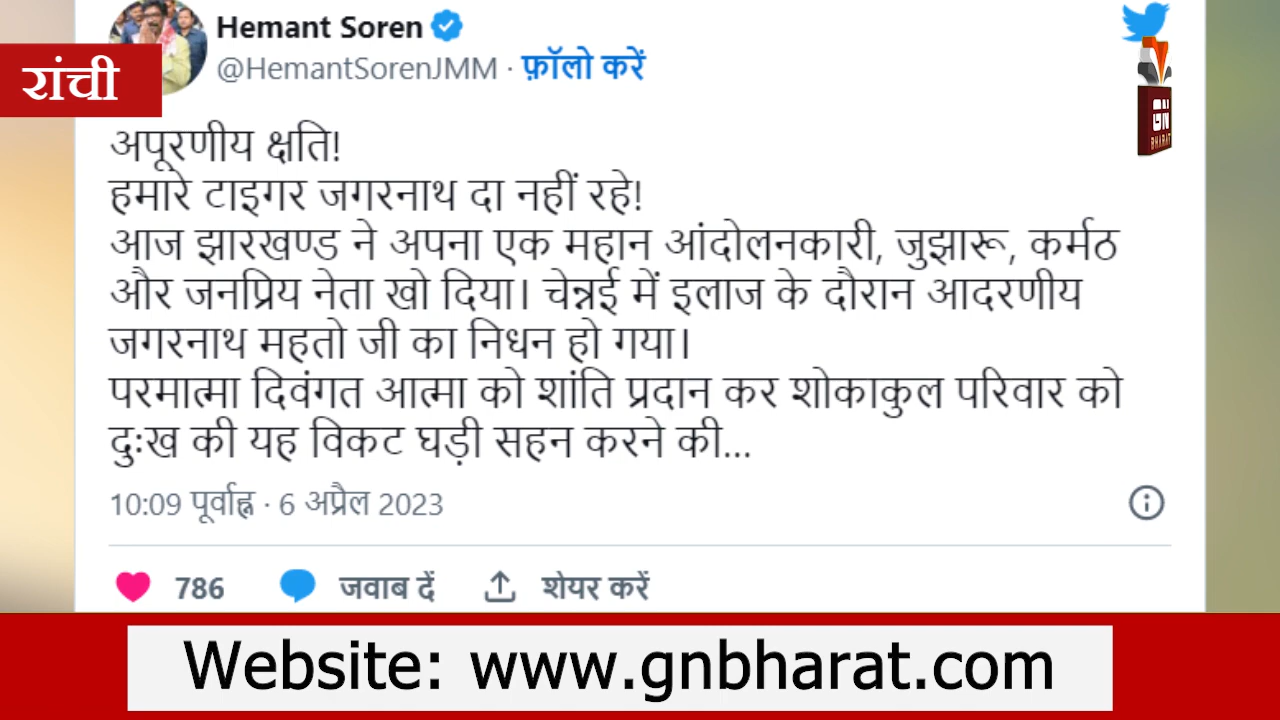 Hemant Soren
@HemantSorenJMM · फ़ॉलो करें
रांची
GN
BHARAT
अपूरणीय क्षति!
हमारे टाइगर जगरनाथ दा नहीं रहे!
आज झारखण्ड ने अपना एक महान आंदोलनकारी, जुझारू, कर्मठ
और जनप्रिय नेता खो दिया। चेन्नई में इलाज के दौरान आदरणीय
जगरनाथ महतो जी का निधन हो गया।
परमात्मा दिवंगत आत्मा को शांति प्रदान कर शोकाकुल परिवार को
दुःख की यह विकट घड़ी सहन करने की...
10:09 पूर्वाह्न · 6 अप्रैल 2023
786 जवाब दें शेयर करें
Website: www.gnbharat.com